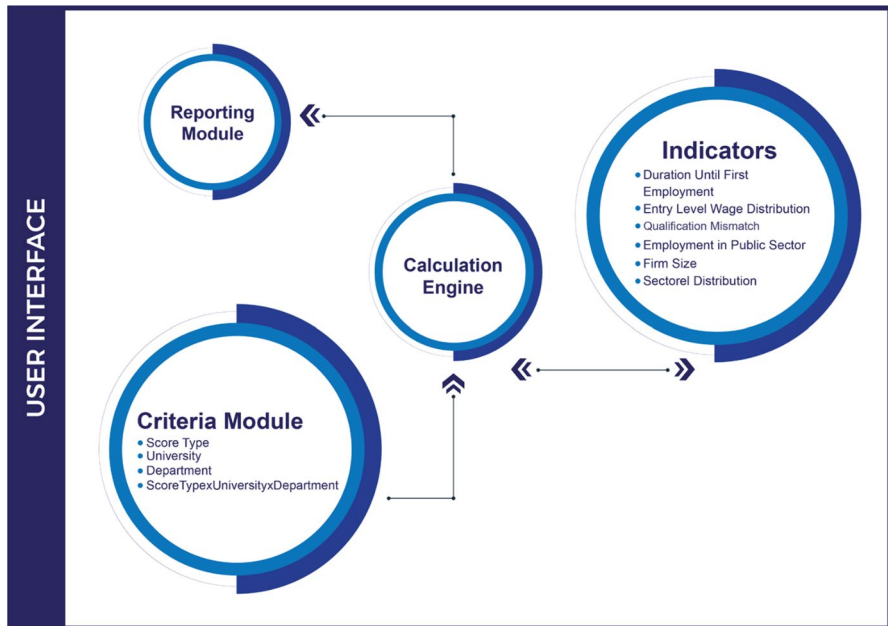 USER INTERFACE
Reporting
Module
Calculation
Engine
Indicators
Duration Until First
Employment
Entry Level Wage Distribution
Qualification Mismatch
Employment in Public Sector
Firm Size
Sectorel Distribution
Criteria Module
Score Type
University
Department
ScoreTypexUniversityxDepartment